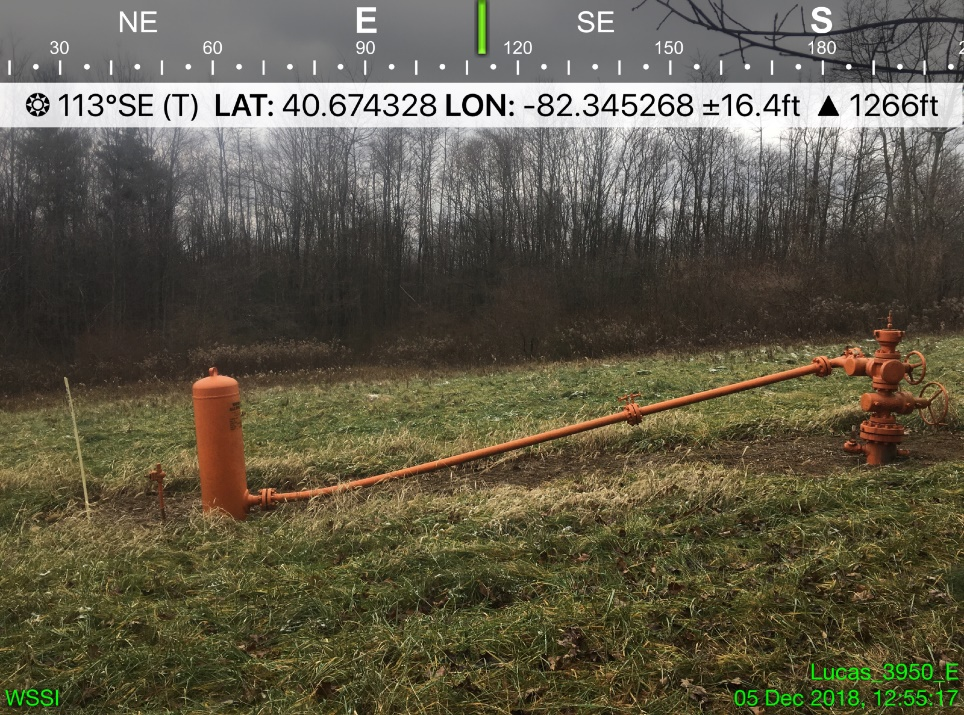 NE E SE S
30 60 90 120 150 180 2
113°SE (T) LAT: 40.674328 LON: -82.345268 ±16.4ft ▲ 1266ft
Lucas_3950_E
WSSI 05 Dec 2018, 12:55:17